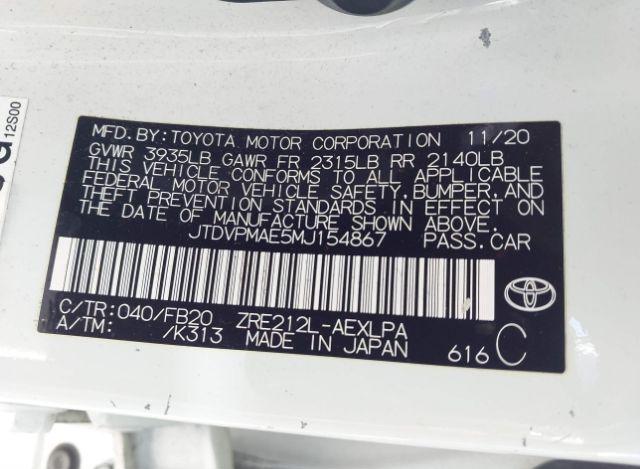 MFD. BY: TOYOTA MOTOR CORPORATION 11/20
GVWR 3935LB GAWR FR 2315LB RR 2140LB
THIS VEHICLE CONFORMS TO ALL APPLICABLE
FEDERAL MOTOR VEHICLE SAFETY, BUMPER, AND
THEFT PREVENTION STANDARDS IN EFFECT ON
THE DATE OF MANUFACTURE SHOWN ABOVE.
JTDVPMAE5MJ154867 PASS. CAR
C/TR: 040/FB20 ZRE212L-AEXLPA
A/TM: /K313 MADE IN JAPAN
616 C
12S00